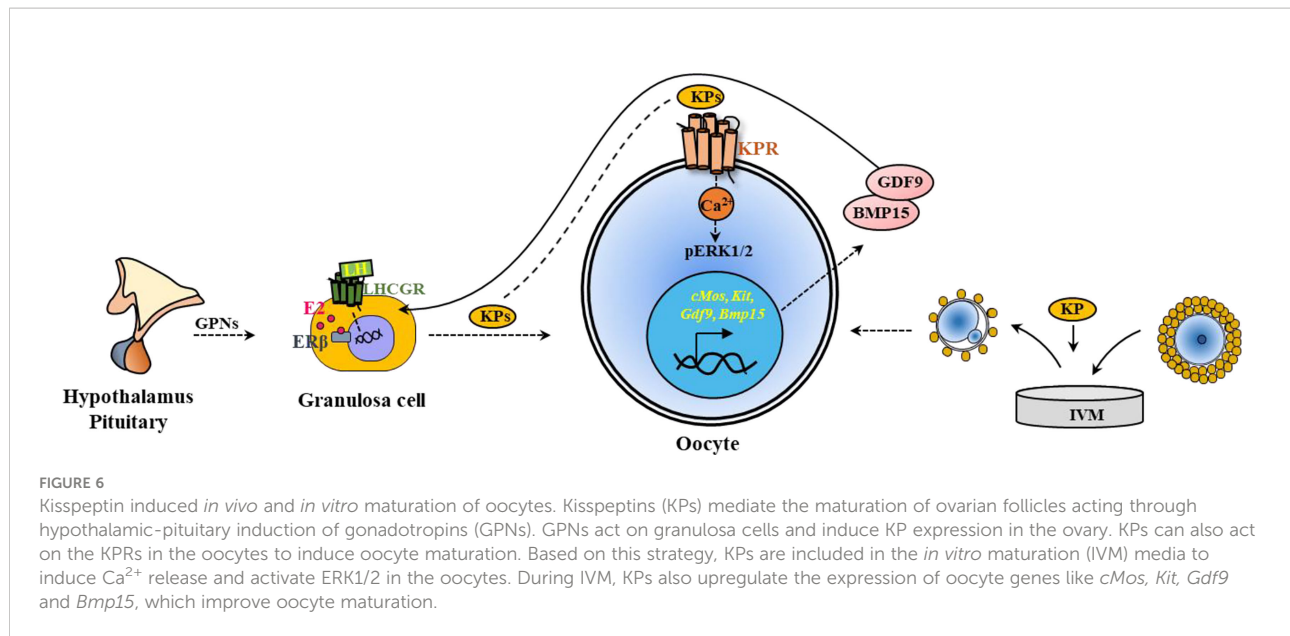 KPs
KPR
GDF9
BMP15
Ca²⁺
pERK1/2
LH
LHCGR
E2
ERβ
cMos, Kit,
Gdf9, Bmp15
GPNs
KPs
KP
IVM
Hypothalamus
Pituitary
Granulosa cell
Oocyte
FIGURE 6
Kisspeptin induced in vivo and in vitro maturation of oocytes. Kisspeptins (KPs) mediate the maturation of ovarian follicles acting through
hypothalamic-pituitary induction of gonadotropins (GPNs). GPNs act on granulosa cells and induce KP expression in the ovary. KPs can also act
on the KPRs in the oocytes to induce oocyte maturation. Based on this strategy, KPs are included in the in vitro maturation (IVM) media to
induce Ca²⁺ release and activate ERK1/2 in the oocytes. During IVM, KPs also upregulate the expression of oocyte genes like cMos, Kit, Gdf9
and Bmp15, which improve oocyte maturation.